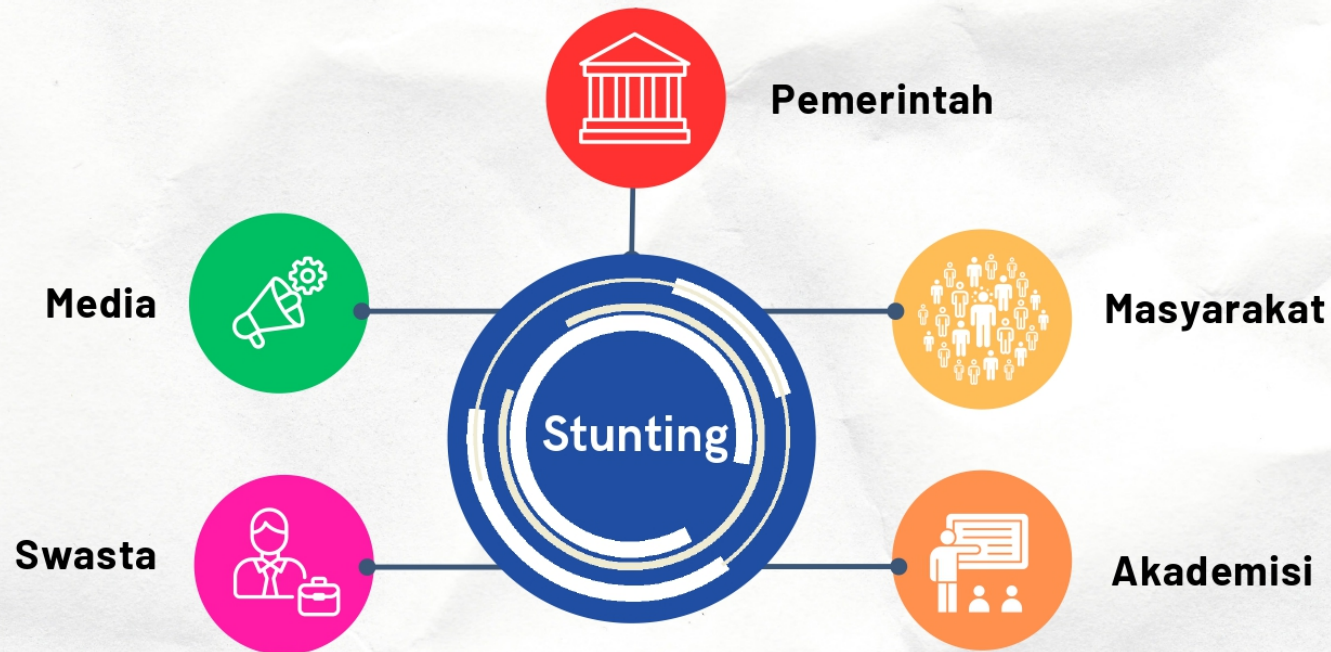 Pemerintah
Media
Masyarakat
Stunting
Swasta
Akademisi